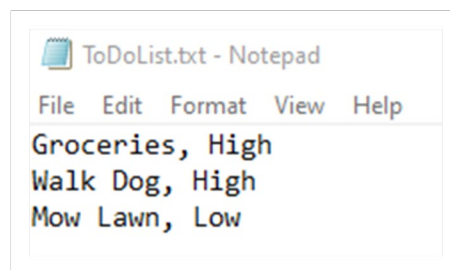 ToDoList.txt - Notepad
File Edit Format View Help
Groceries, High
Walk Dog, High
Mow Lawn, Low